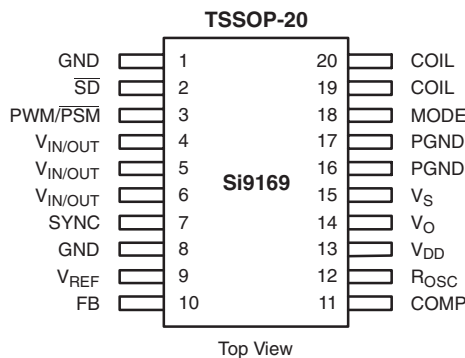 TSSOP-20
GND 1 20 COIL
SD 2 19 COIL
PWM/PSM 3 18 MODE
VIN/OUT 4 17 PGND
VIN/OUT 5 16 PGND
VIN/OUT 6 Si9169 15 VS
SYNC 7 14 VO
GND 8 13 VDD
VREF 9 12 ROSC
FB 10 11 COMP
Top View